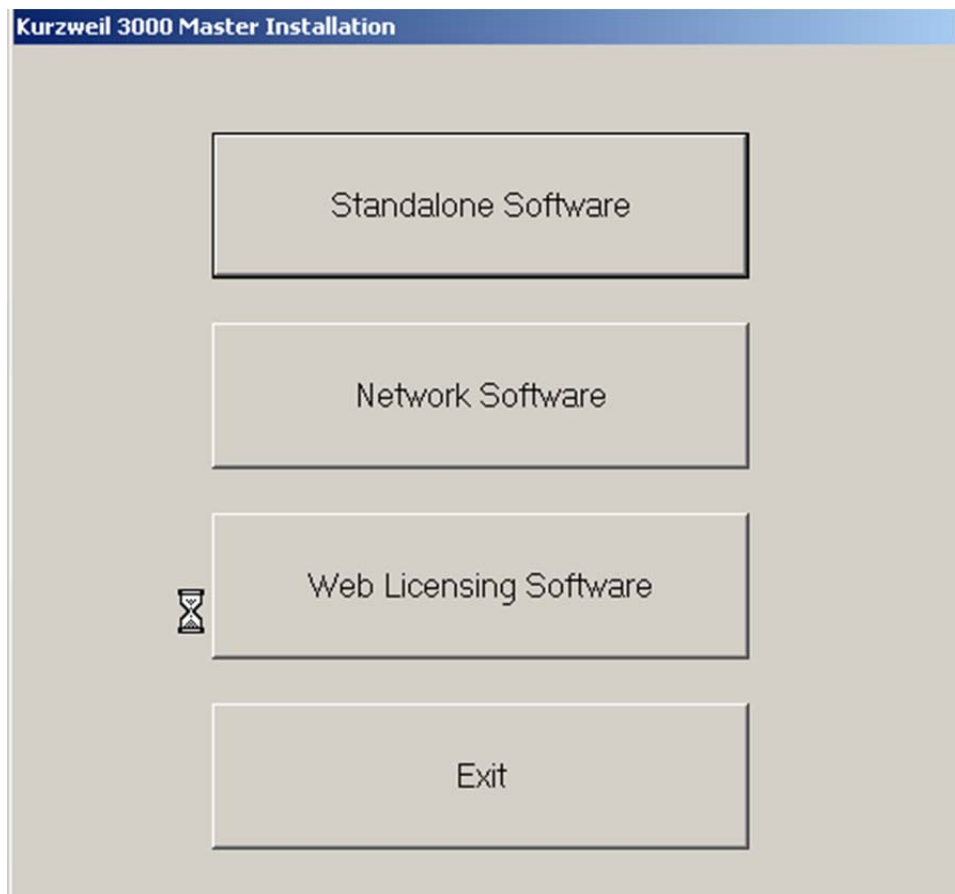 Kurzweil 3000 Master Installation
Standalone Software
Network Software
Web Licensing Software
Exit